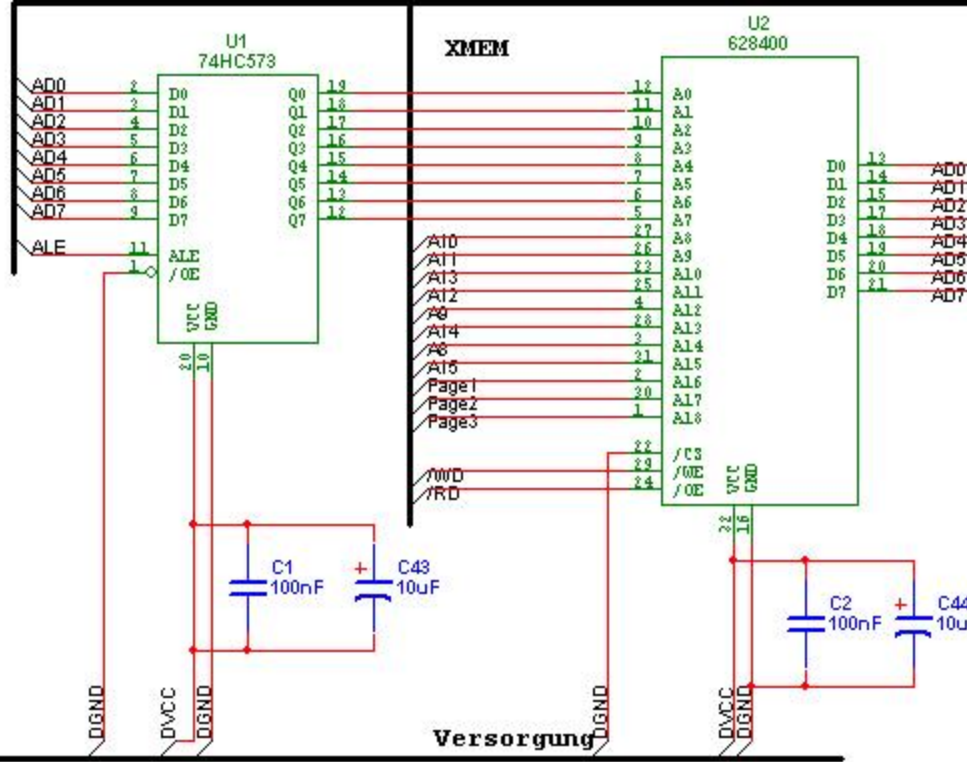 U1
74HC573
AD0
AD1
AD2
AD3
AD4
AD5
AD6
AD7
ALE
2
3
4
5
6
7
8
9
11
1
D0
D1
D2
D3
D4
D5
D6
D7
ALE
/OE
Q0
Q1
Q2
Q3
Q4
Q5
Q6
Q7
19
18
17
16
15
14
13
12
VCC
GND
20
10
XMEM
U2
628400
A10
A11
A13
A12
A9
A14
A8
A15
Page1
Page2
Page3
/WD
/RD
12
11
10
9
8
7
6
5
27
26
23
25
4
28
3
31
2
30
1
22
29
24
A0
A1
A2
A3
A4
A5
A6
A7
A8
A9
A10
A11
A12
A13
A14
A15
A16
A17
A18
/CS
/WE
/OE
D0
D1
D2
D3
D4
D5
D6
D7
13
14
15
17
18
19
20
21
AD0
AD1
AD2
AD3
AD4
AD5
AD6
AD7
VCC
GND
32
16
C1
100nF
+
C43
10uF
C2
100nF
+
C44
10u
DGND
DVCC
DGND
Versorgung
DGND
DVCC
DGND